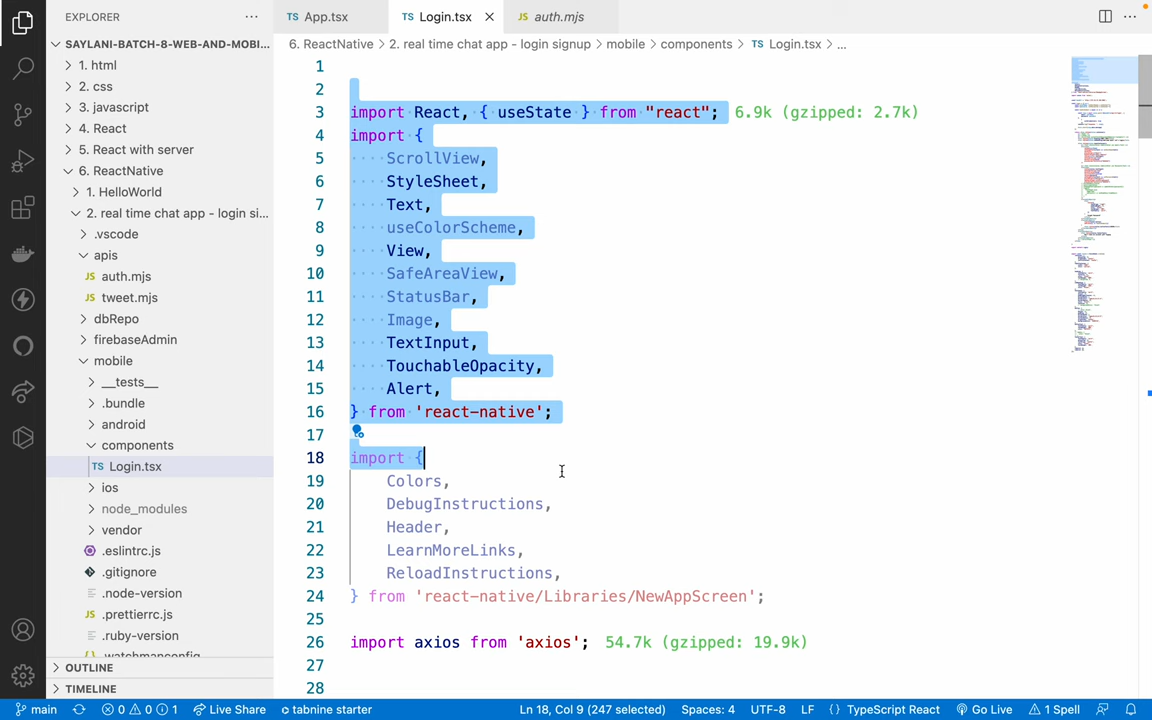 EXPLORER
App.tsx
Login.tsx
auth.mjs
SAYLANI-BATCH-8-WEB-AND-MOBI...
1. html
2. css
3. javascript
4. React
5. React with server
6. ReactNative
1. HelloWorld
2. real time chat app - login si...
.vscode
apis
auth.mjs
tweet.mjs
dbRepo
firebaseAdmin
mobile
__tests__
.bundle
android
components
Login.tsx
ios
node_modules
vendor
.eslintrc.js
.gitignore
.node-version
.prettierrc.js
.ruby-version
.watchmanconfig
OUTLINE
TIMELINE
6. ReactNative > 2. real time chat app - login signup > mobile > components > TS Login.tsx > ...
1
2
3 import React, { useState } from "react"; 6.9k (gzipped: 2.7k)
4 import {
5 ····ScrollView,
6 ····StyleSheet,
7 ····Text,
8 ····useColorScheme,
9 ····View,
10 ····SafeAreaView,
11 ····StatusBar,
12 ····Image,
13 ····TextInput,
14 ····TouchableOpacity,
15 ····Alert,
16 } from 'react-native';
17
18 import {
19 Colors,
20 DebugInstructions,
21 Header,
22 LearnMoreLinks,
23 ReloadInstructions,
24 } from 'react-native/Libraries/NewAppScreen';
25
26 import axios from 'axios'; 54.7k (gzipped: 19.9k)
27
28
main 0 0 1 Live Share tabnine starter Ln 18, Col 9 (247 selected) Spaces: 4 UTF-8 LF {} TypeScript React Go Live 1 Spell